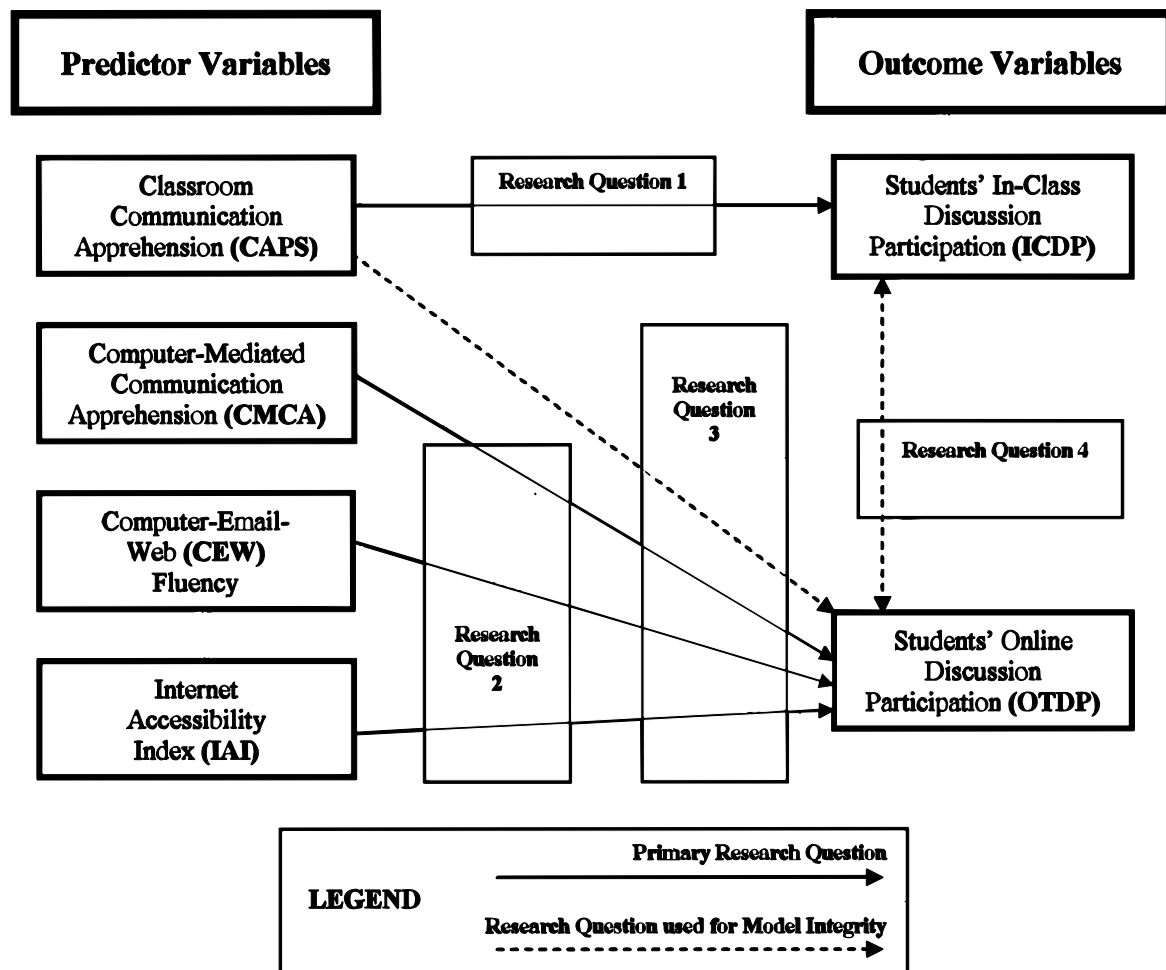 Predictor Variables
Outcome Variables
Classroom
Communication
Apprehension (CAPS)
Research Question 1
Students' In-Class
Discussion
Participation (ICDP)
Computer-Mediated
Communication
Apprehension (CMCA)
Research
Question
3
Research Question 4
Computer-Email-
Web (CEW)
Fluency
Research
Question
2
Students' Online
Discussion
Participation (OTDP)
Internet
Accessibility
Index (IAI)
LEGEND
Primary Research Question
Research Question used for Model Integrity